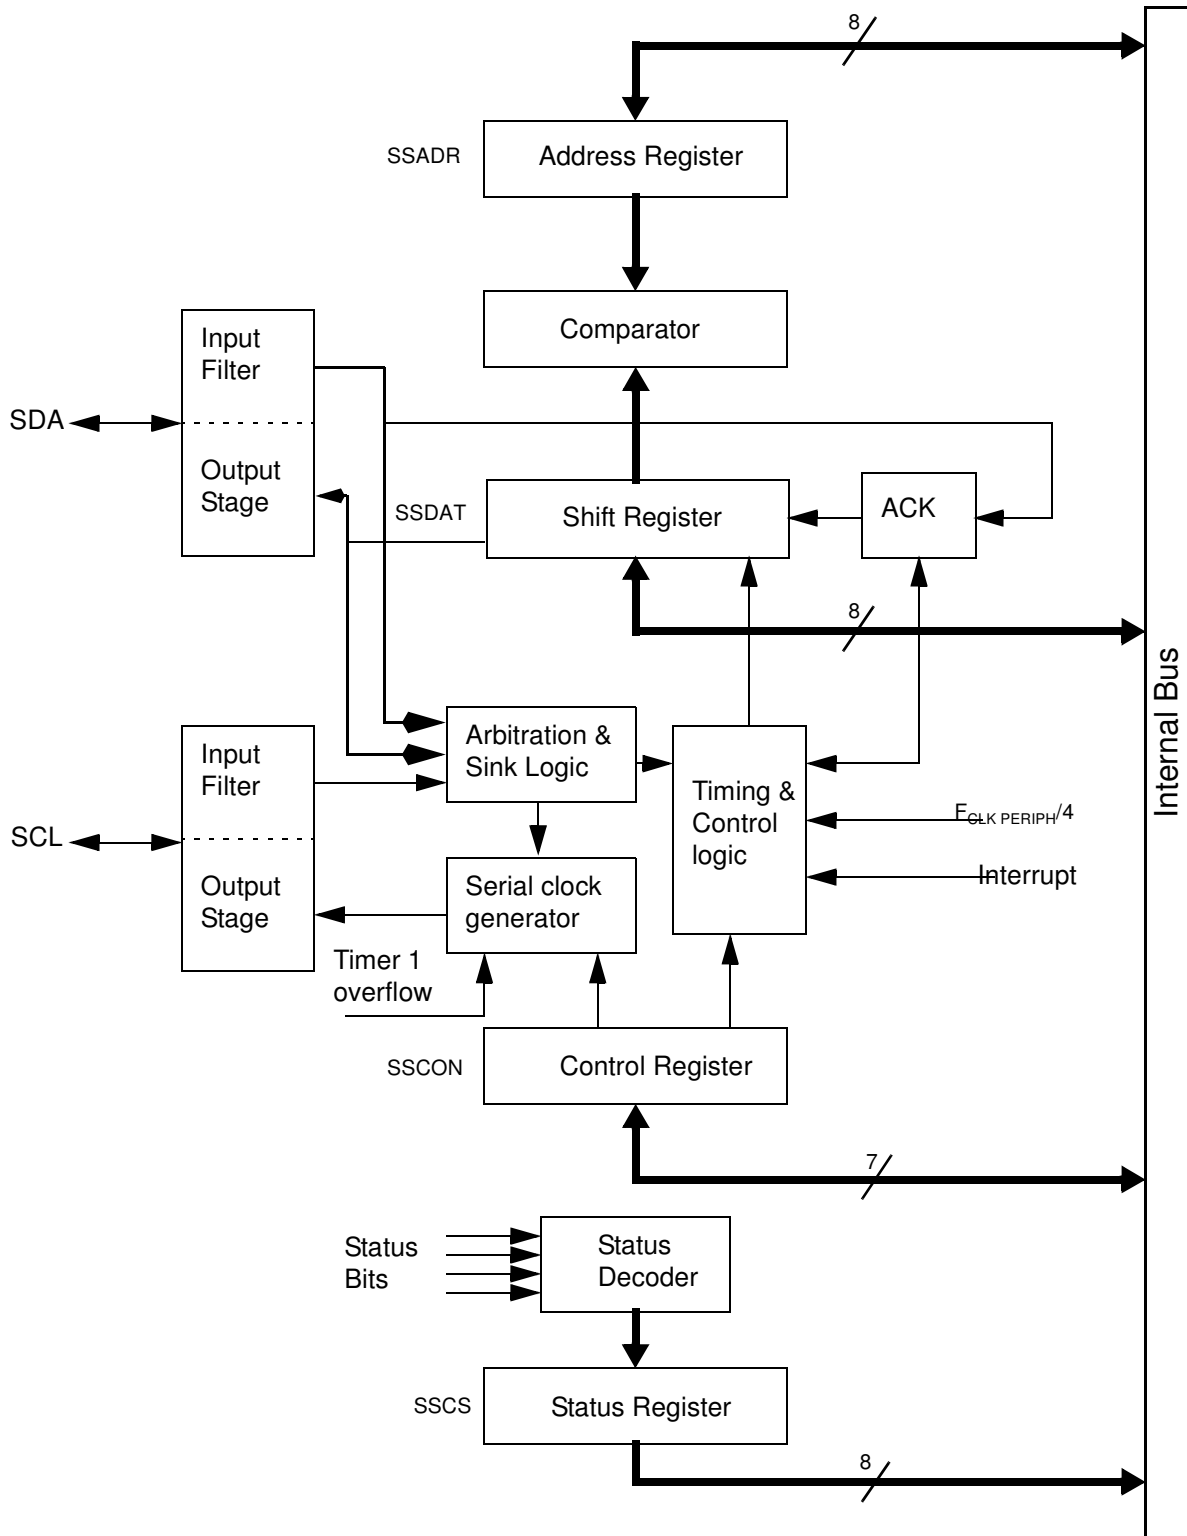 8
SSADR
Address Register
Comparator
Input
Filter
SDA
Output
Stage
SSDAT
Shift Register
ACK
8
Internal Bus
Input
Filter
SCL
Output
Stage
Arbitration &
Sink Logic
Timing &
Control
logic
FCLK PERIPH/4
Interrupt
Serial clock
generator
Timer 1
overflow
SSCON
Control Register
7
Status
Bits
Status
Decoder
SSCS
Status Register
8